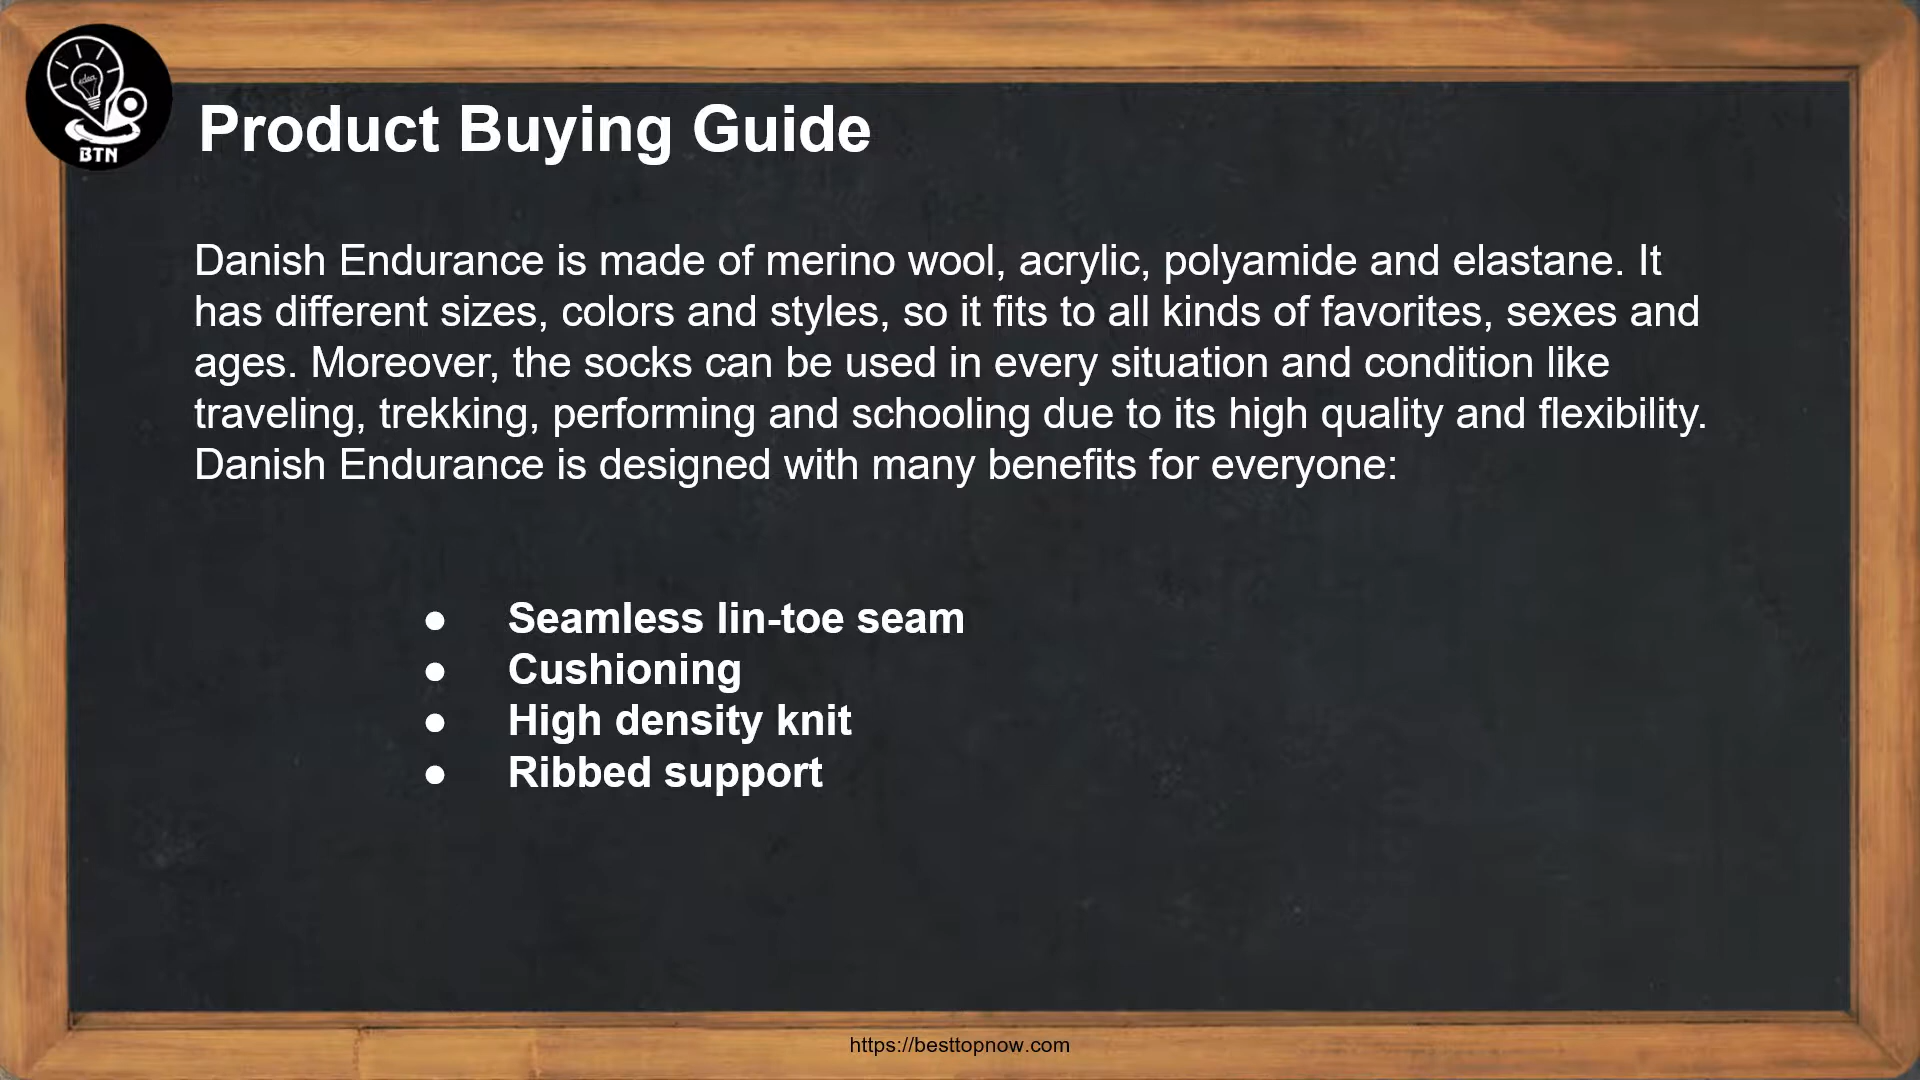 BTN
Product Buying Guide
Danish Endurance is made of merino wool, acrylic, polyamide and elastane. It
has different sizes, colors and styles, so it fits to all kinds of favorites, sexes and
ages. Moreover, the socks can be used in every situation and condition like
traveling, trekking, performing and schooling due to its high quality and flexibility.
Danish Endurance is designed with many benefits for everyone:
● Seamless lin-toe seam
● Cushioning
● High density knit
● Ribbed support
https://besttopnow.com